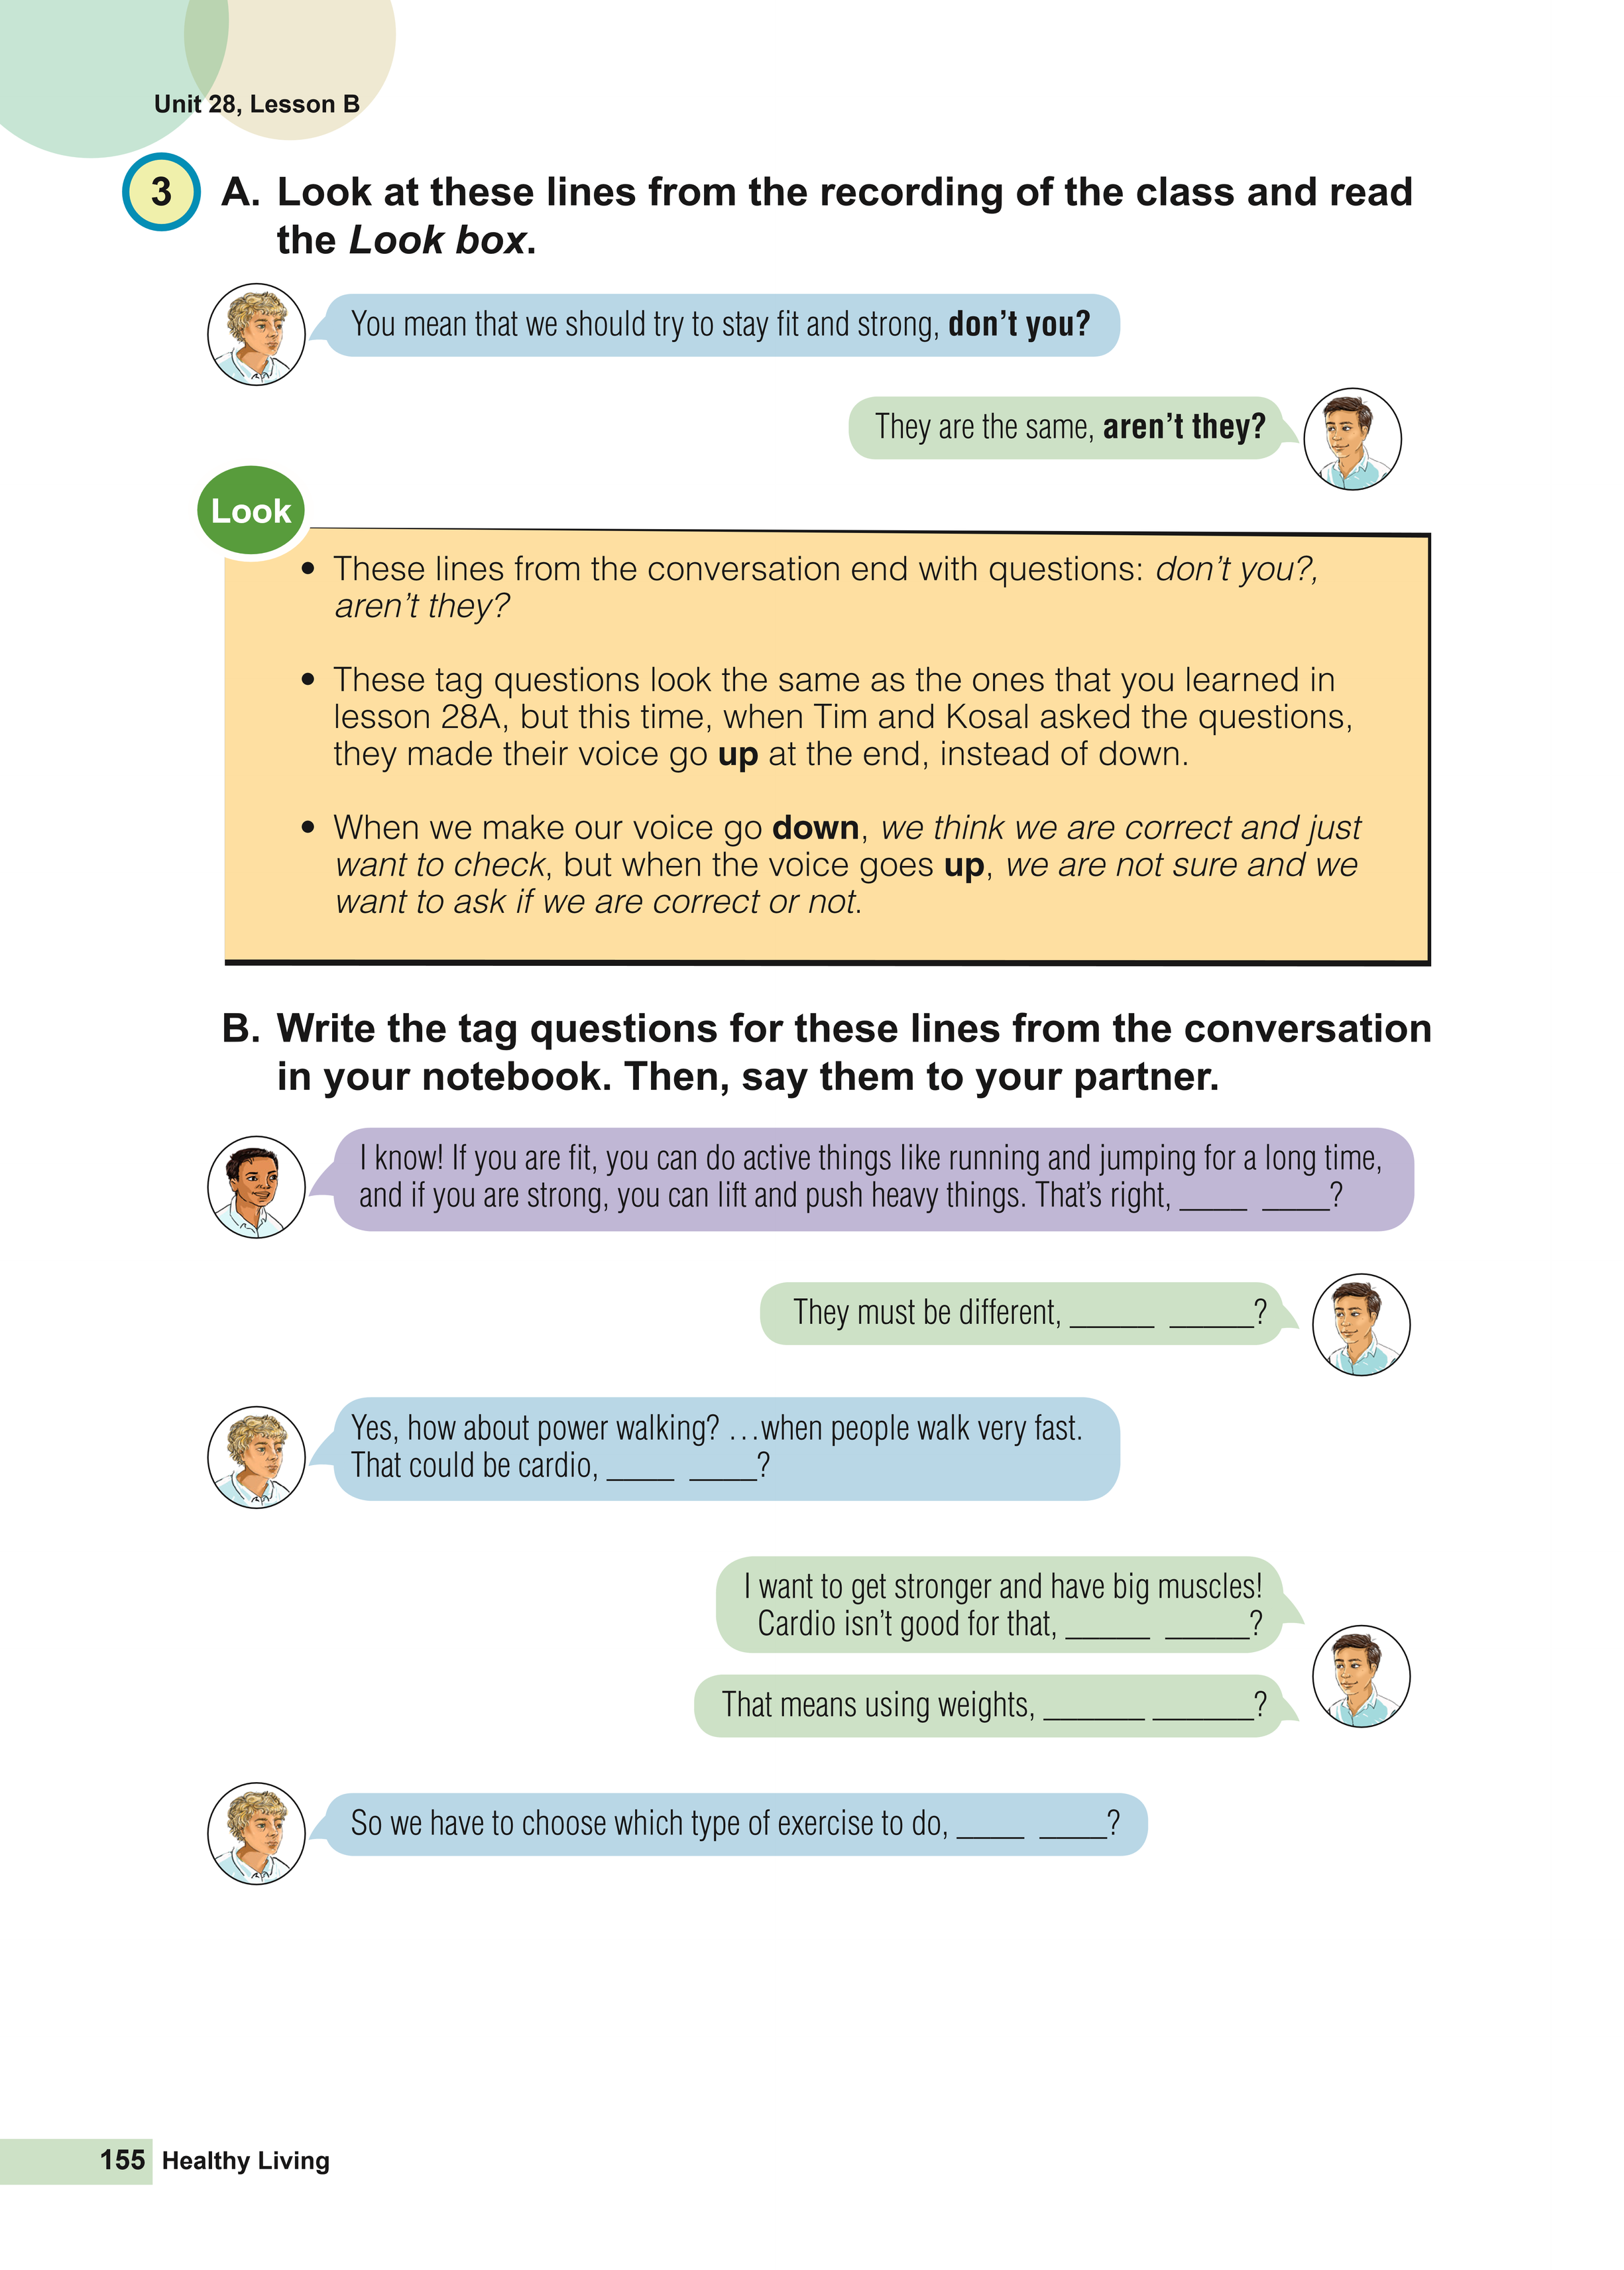 Unit 28, Lesson B
3
A. Look at these lines from the recording of the class and read
the Look box.
You mean that we should try to stay fit and strong, don’t you?
They are the same, aren’t they?
Look
• These lines from the conversation end with questions: don’t you?,
aren’t they?
• These tag questions look the same as the ones that you learned in
lesson 28A, but this time, when Tim and Kosal asked the questions,
they made their voice go up at the end, instead of down.
• When we make our voice go down, we think we are correct and just
want to check, but when the voice goes up, we are not sure and we
want to ask if we are correct or not.
B. Write the tag questions for these lines from the conversation
in your notebook. Then, say them to your partner.
I know! If you are fit, you can do active things like running and jumping for a long time,
and if you are strong, you can lift and push heavy things. That’s right, ____ ____?
They must be different, _____ _____?
Yes, how about power walking? …when people walk very fast.
That could be cardio, ____ ____?
I want to get stronger and have big muscles!
Cardio isn’t good for that, _____ _____?
That means using weights, ______ ______?
So we have to choose which type of exercise to do, ____ ____?
155 Healthy Living